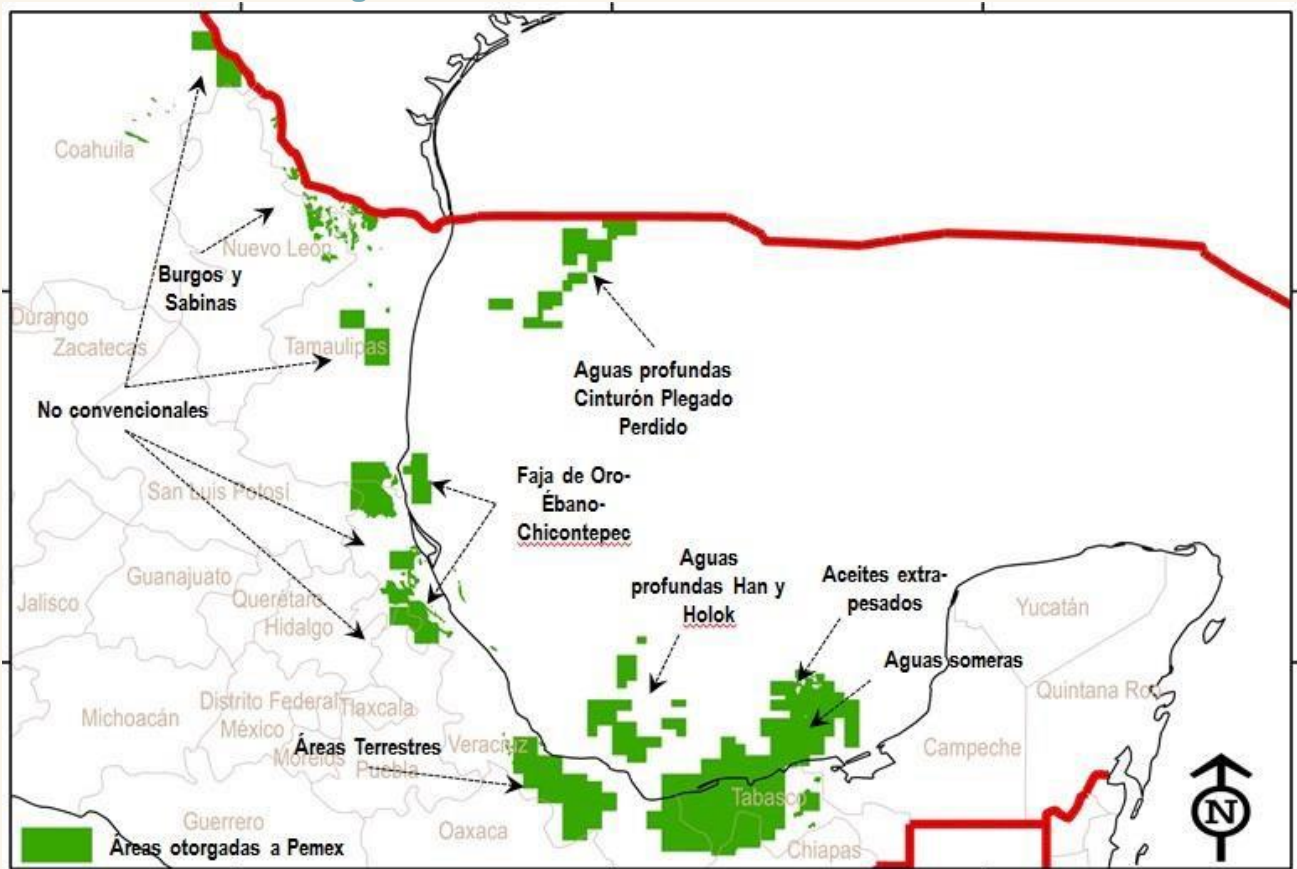 Coahuila
Nuevo León
Burgos y
Sabinas
Durango
Zacatecas
Tamaulipas
No convencionales
Aguas profundas
Cinturón Plegado
Perdido
San Luis Potosí
Faja de Oro-
Ébano-
Chicontepec
Guanajuato
Jalisco
Querétaro
Hidalgo
Aguas
profundas Han y
Holok
Aceites extra-
pesados
Yucatán
Aguas someras
Quintana Roo
Michoacán
Distrito Federal
México
Tlaxcala
Morelos
Puebla
Áreas Terrestres
Veracruz
Campeche
Tabasco
Guerrero
Oaxaca
Chiapas
Áreas otorgadas a Pemex
N